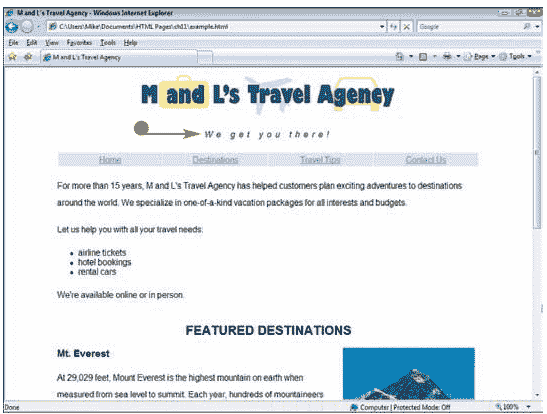 M and L's Travel Agency - Windows Internet Explorer
C:\Users\Mike\Documents\HTML Pages\ch11\example.html
Google
File Edit View Favorites Tools Help
M and L's Travel Agency
Page Tools
M and L's Travel Agency
We get you there!
Home Destinations Travel Tips Contact Us
For more than 15 years, M and L's Travel Agency has helped customers plan exciting adventures to destinations
around the world. We specialize in one-of-a-kind vacation packages for all interests and budgets.
Let us help you with all your travel needs:
airline tickets
hotel bookings
rental cars
We're available online or in person.
FEATURED DESTINATIONS
Mt. Everest
At 29,029 feet, Mount Everest is the highest mountain on earth when
measured from sea level to summit. Each year, hundreds of mountaineers
Done
Computer | Protected Mode: Off
100%